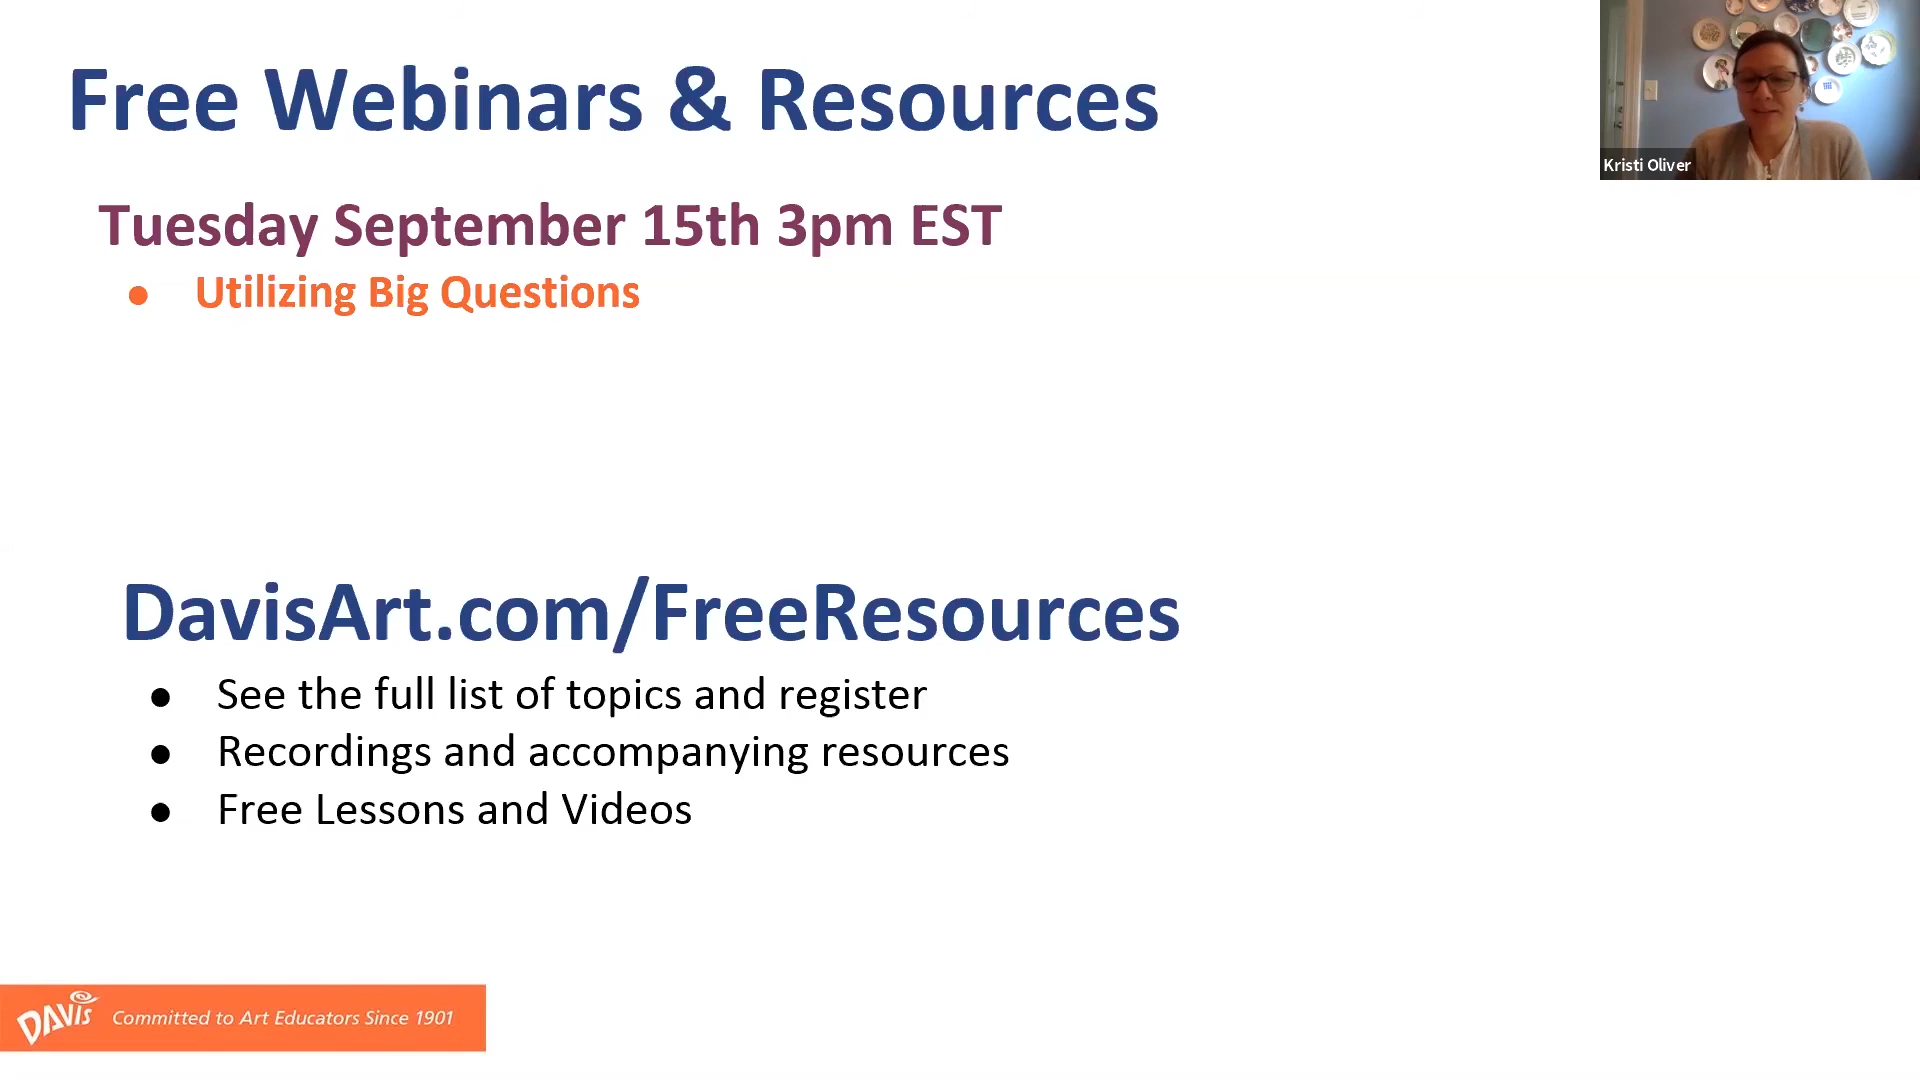 Free Webinars & Resources
Kristi Oliver
Tuesday September 15th 3pm EST
● Utilizing Big Questions
DavisArt.com/FreeResources
● See the full list of topics and register
● Recordings and accompanying resources
● Free Lessons and Videos
DAVIS Committed to Art Educators Since 1901